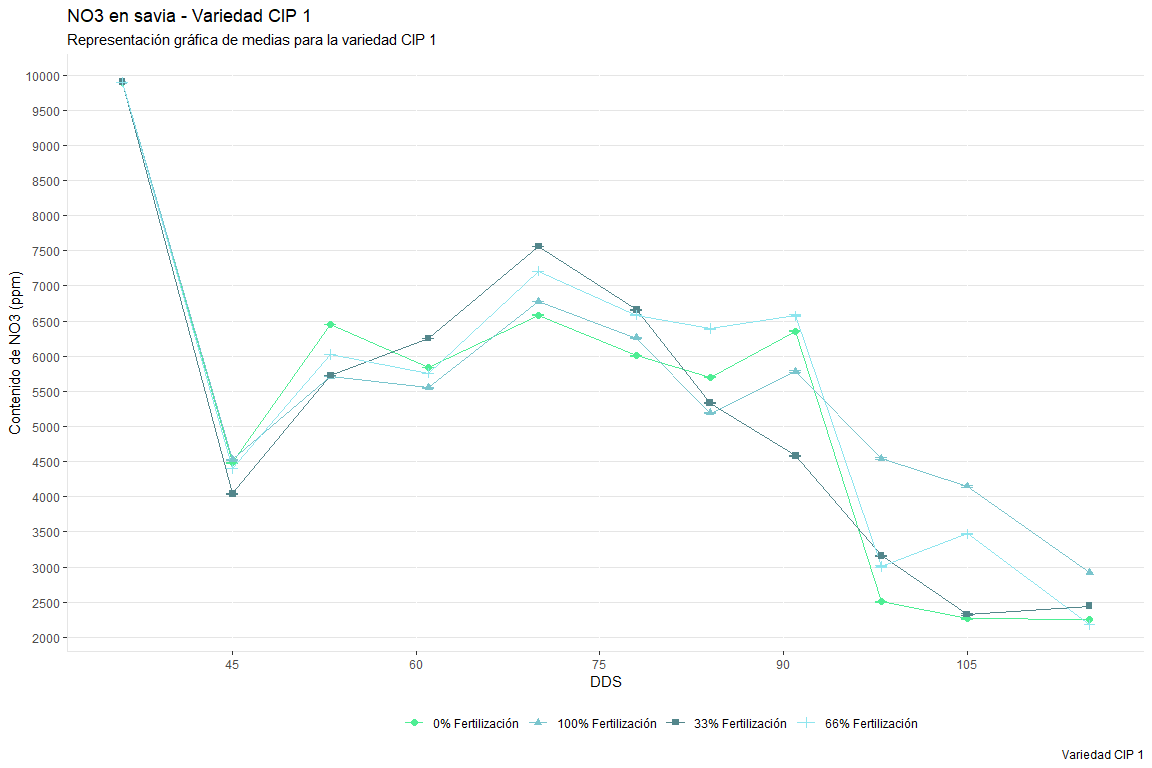 NO3 en savia - Variedad CIP 1
Representación gráfica de medias para la variedad CIP 1
10000
9500
9000
8500
8000
7500
7000
6500
6000
5500
5000
4500
4000
3500
3000
2500
2000
Contenido de NO3 (ppm)
45 60 75 90 105
DDS
0% Fertilización 100% Fertilización 33% Fertilización 66% Fertilización
Variedad CIP 1